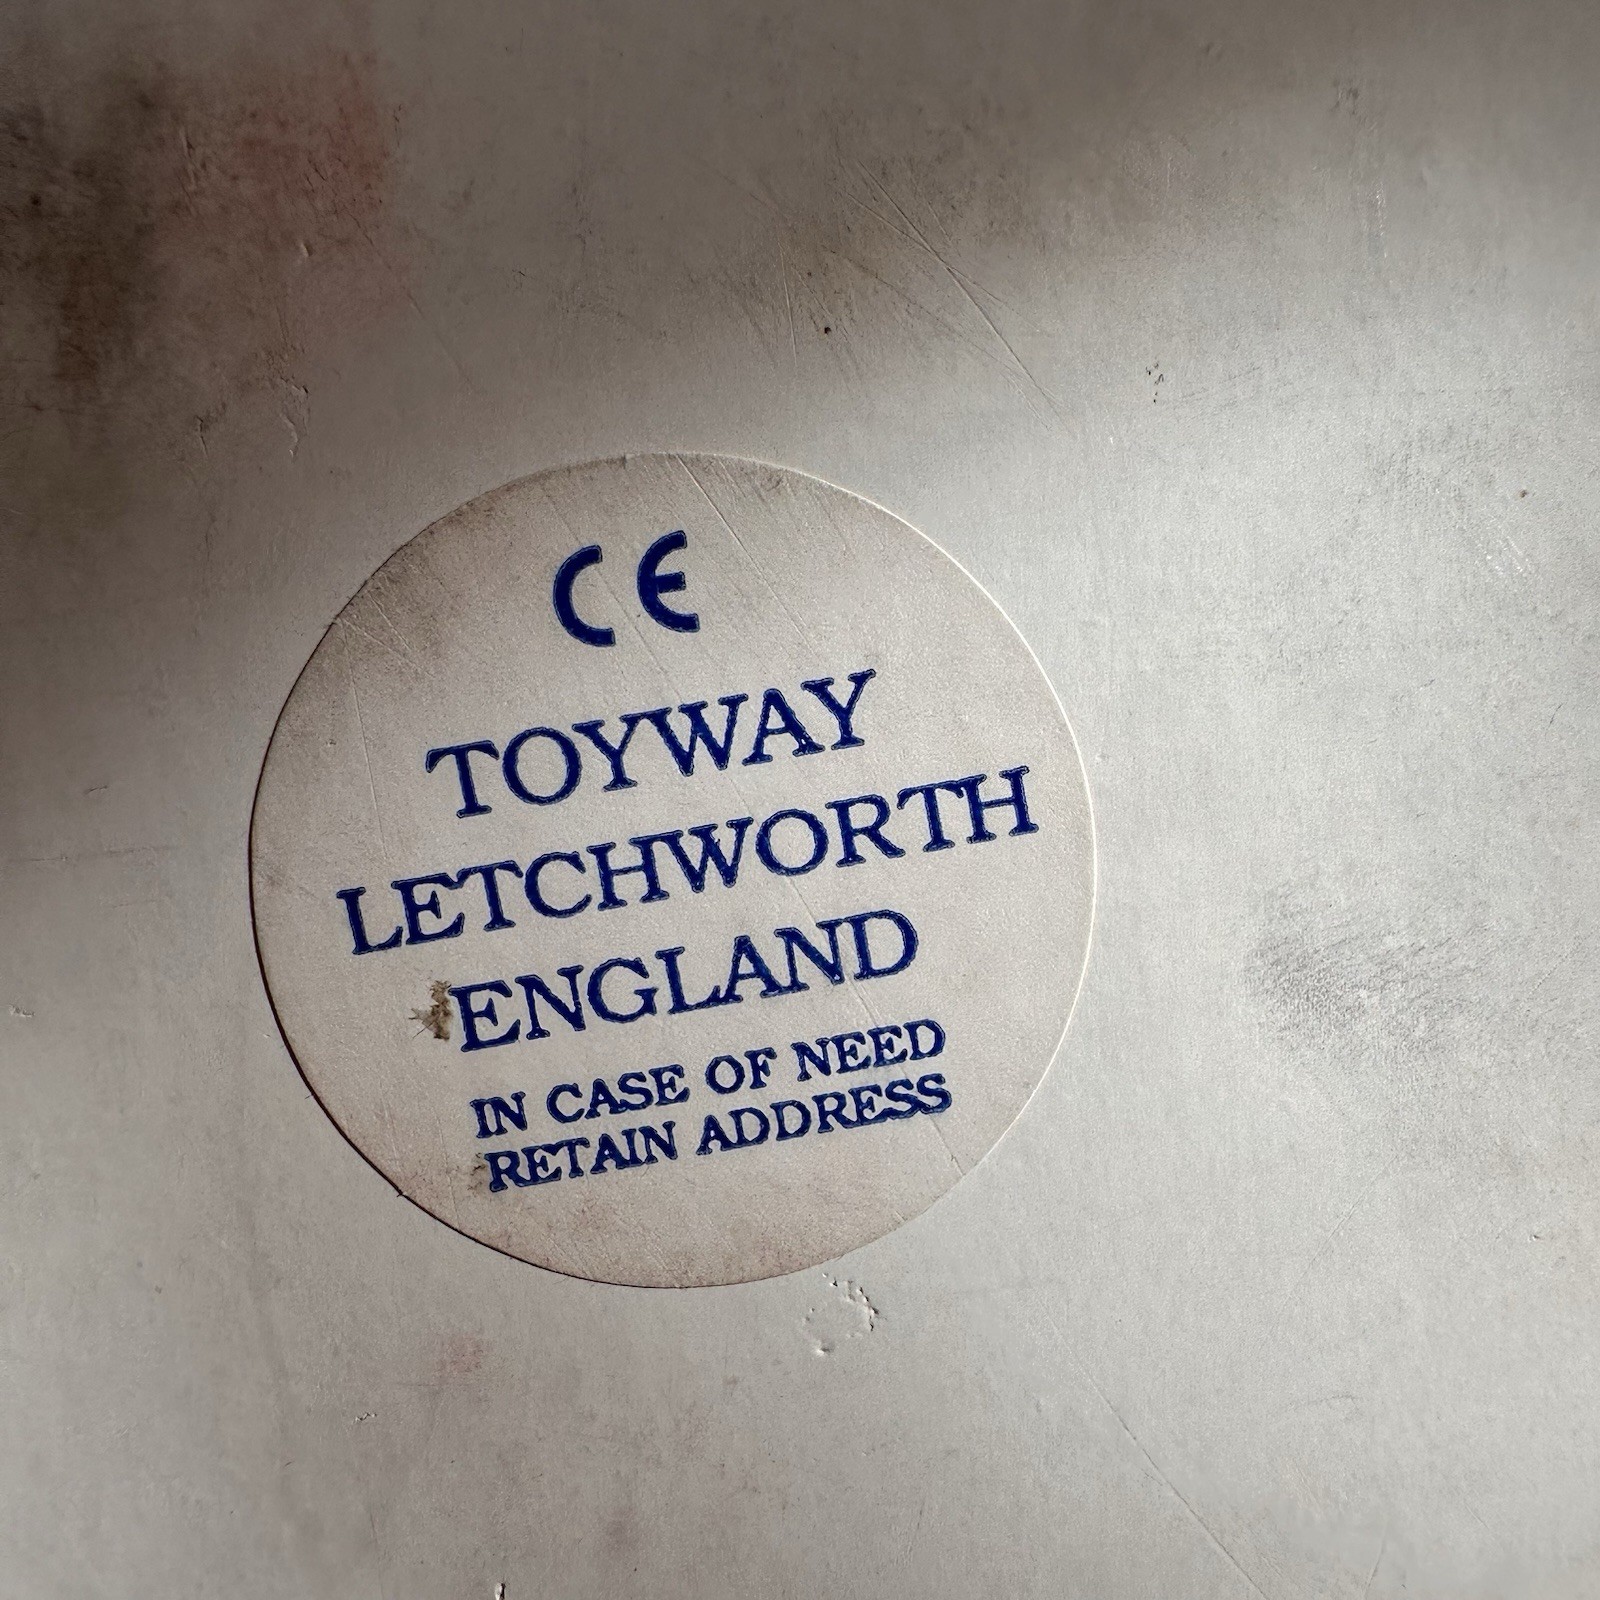 CE
TOYWAY
LETCHWORTH
ENGLAND
IN CASE OF NEED
RETAIN ADDRESS